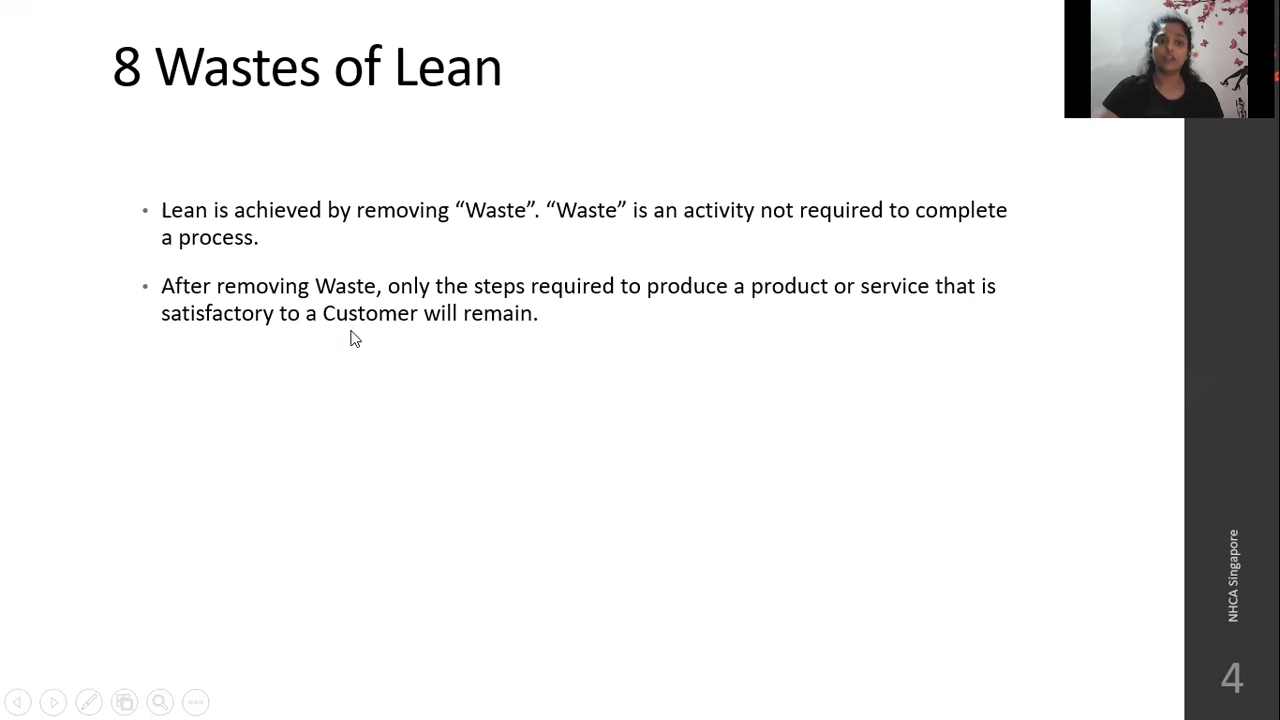 8 Wastes of Lean
• Lean is achieved by removing “Waste”. “Waste” is an activity not required to complete
a process.
• After removing Waste, only the steps required to produce a product or service that is
satisfactory to a Customer will remain.
NHCA Singapore
4